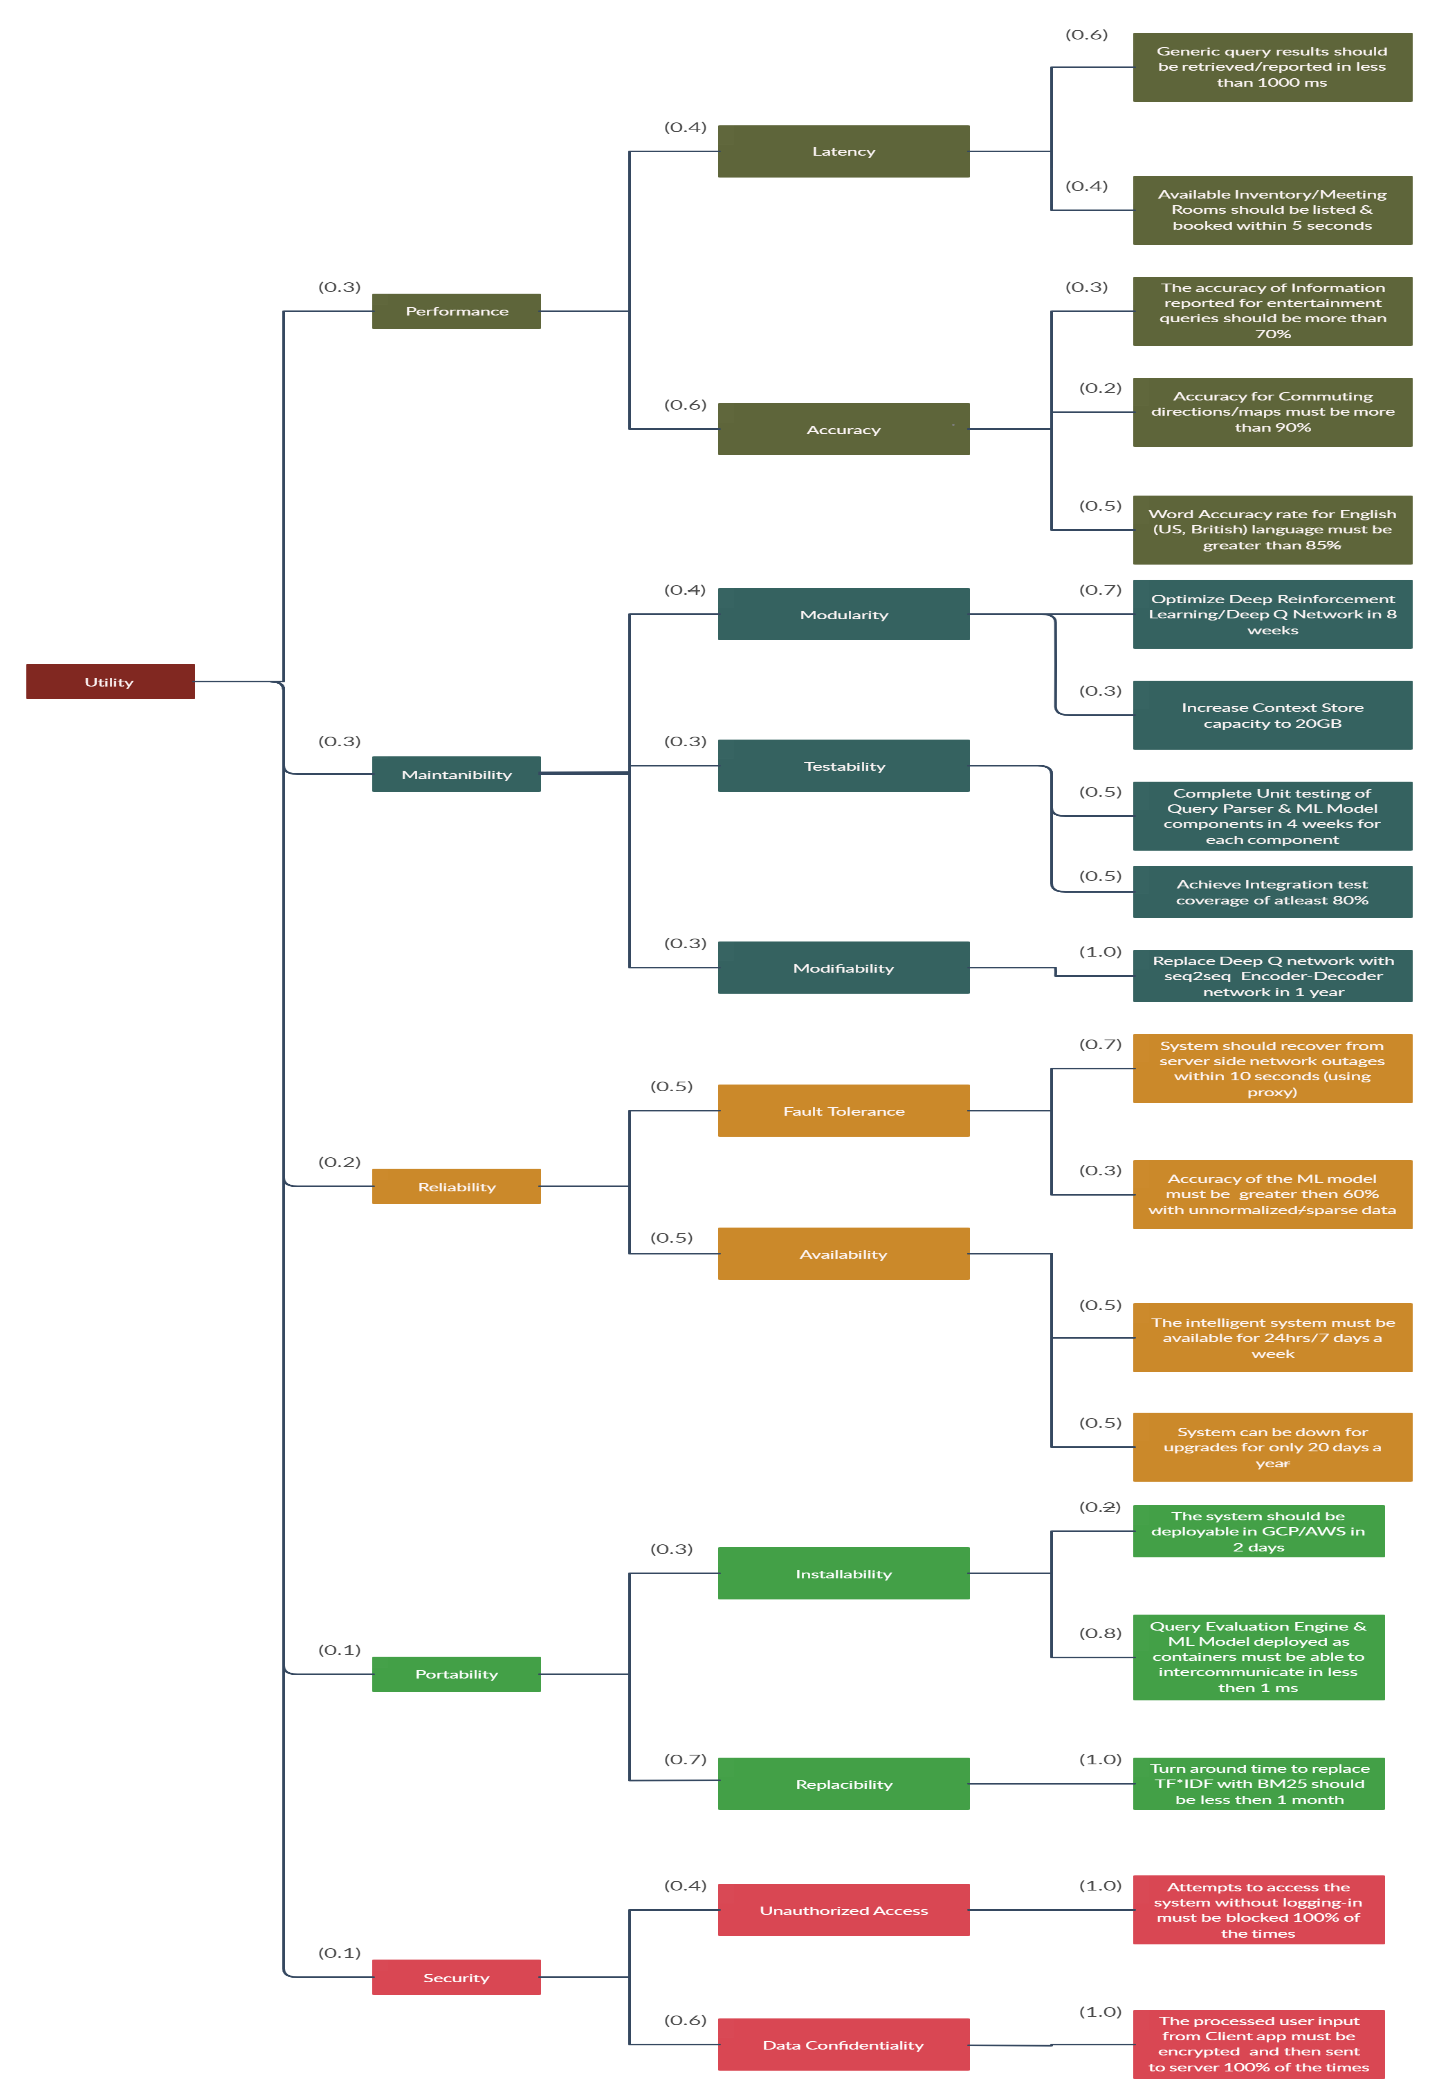 (0.6)
Generic query results should
be retrieved/reported in less
than 1000 ms
(0.4)
Latency
(0.4)
Available Inventory/Meeting
Rooms should be listed &
booked within 5 seconds
(0.3)
Performance
(0.3)
The accuracy of Information
reported for entertainment
queries should be more than
70%
(0.6)
Accuracy
(0.2)
Accuracy for Commuting
directions/maps must be more
than 90%
(0.5)
Word Accuracy rate for English
(US, British) language must be
greater than 85%
Utility
(0.3)
Maintanibility
(0.4)
Modularity
(0.7)
Optimize Deep Reinforcement
Learning/Deep Q Network in 8
weeks
(0.3)
Increase Context Store
capacity to 20GB
(0.3)
Testability
(0.5)
Complete Unit testing of
Query Parser & ML Model
components in 4 weeks for
each component
(0.5)
Achieve Integration test
coverage of atleast 80%
(0.3)
Modifiability
(1.0)
Replace Deep Q network with
seq2seq Encoder-Decoder
network in 1 year
(0.2)
Reliability
(0.5)
Fault Tolerance
(0.7)
System should recover from
server side network outages
within 10 seconds (using
proxy)
(0.3)
Accuracy of the ML model
must be greater then 60%
with unnormalized/sparse data
(0.5)
Availability
(0.5)
The intelligent system must be
available for 24hrs/7 days a
week
(0.5)
System can be down for
upgrades for only 20 days a
year
(0.1)
Portability
(0.3)
Installability
(0.2)
The system should be
deployable in GCP/AWS in
2 days
(0.8)
Query Evaluation Engine &
ML Model deployed as
containers must be able to
intercommunicate in less
then 1 ms
(0.7)
Replacibility
(1.0)
Turn around time to replace
TF*IDF with BM25 should
be less then 1 month
(0.1)
Security
(0.4)
Unauthorized Access
(1.0)
Attempts to access the
system without logging-in
must be blocked 100% of
the times
(0.6)
Data Confidentiality
(1.0)
The processed user input
from Client app must be
encrypted and then sent
to server 100% of the times